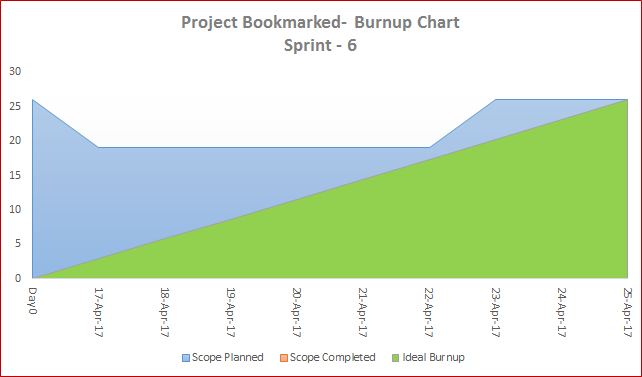 Project Bookmarked-  Burnup Chart
Sprint - 6
30
25
20
15
10
5
0
Day0
17-Apr-17
18-Apr-17
19-Apr-17
20-Apr-17
21-Apr-17
22-Apr-17
23-Apr-17
24-Apr-17
25-Apr-17
Scope Planned
Scope Completed
Ideal Burnup